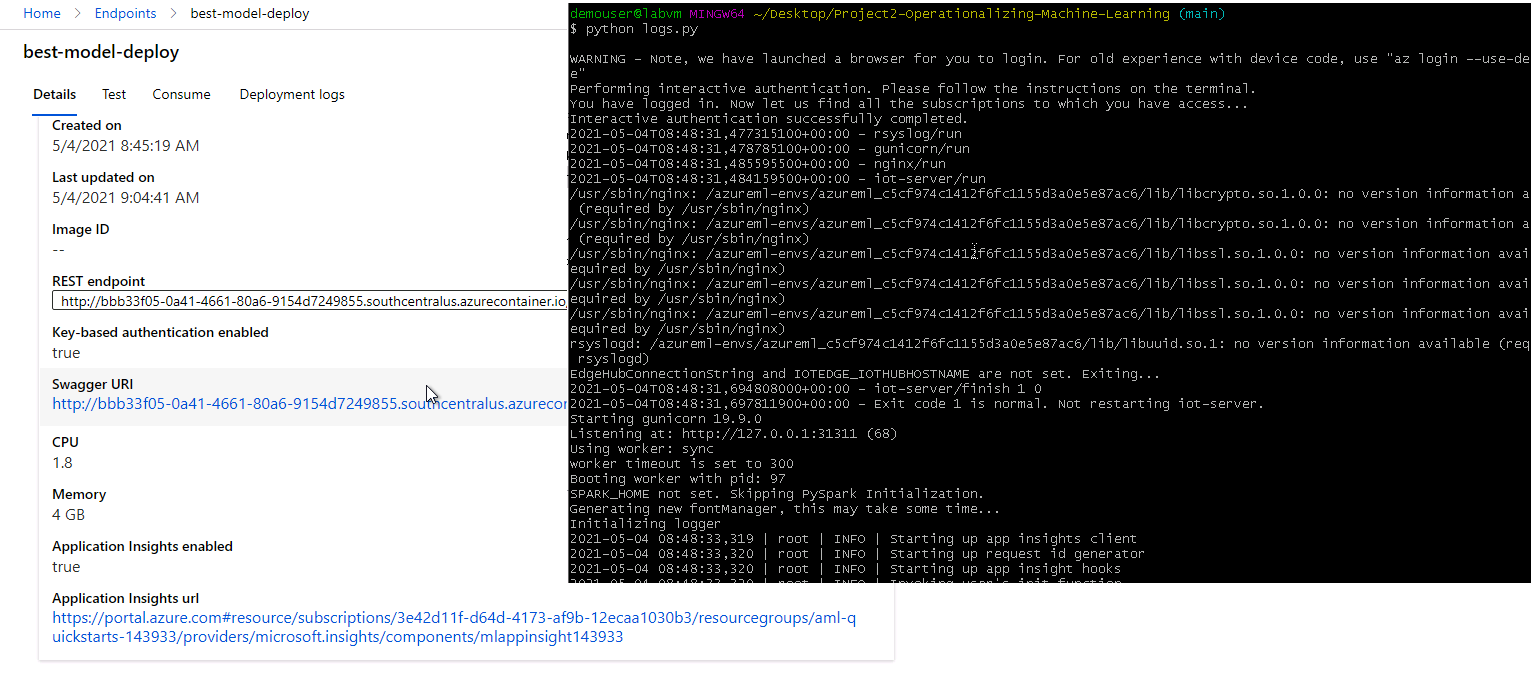 Home > Endpoints > best-model-deploy
best-model-deploy
Details Test Consume Deployment logs
Created on
5/4/2021 8:45:19 AM
Last updated on
5/4/2021 9:04:41 AM
Image ID
--
REST endpoint
http://bbb33f05-0a41-4661-80a6-9154d7249855.southcentralus.azurecontainer.io
Key-based authentication enabled
true
Swagger URI
http://bbb33f05-0a41-4661-80a6-9154d7249855.southcentralus.azurecor
CPU
1.8
Memory
4 GB
Application Insights enabled
true
Application Insights url
https://portal.azure.com#resource/subscriptions/3e42d11f-d64d-4173-af9b-12ecaa1030b3/resourcegroups/aml-q
uickstarts-143933/providers/microsoft.insights/components/mlappinsight143933
demouser@labvm MINGW64 ~/Desktop/Project2-Operationalizing-Machine-Learning (main)
$ python logs.py
WARNING - Note, we have launched a browser for you to login. For old experience with device code, use "az login --use-de
e"
Performing interactive authentication. Please follow the instructions on the terminal.
You have logged in. Now let us find all the subscriptions to which you have access...
Interactive authentication successfully completed.
2021-05-04T08:48:31,477315100+00:00 - rsyslog/run
2021-05-04T08:48:31,478785100+00:00 - gunicorn/run
2021-05-04T08:48:31,485595500+00:00 - nginx/run
2021-05-04T08:48:31,484159500+00:00 - iot-server/run
/usr/sbin/nginx: /azureml-envs/azureml_c5cf974c1412f6fc1155d3a0e5e87ac6/lib/libcrypto.so.1.0.0: no version information a
(required by /usr/sbin/nginx)
/usr/sbin/nginx: /azureml-envs/azureml_c5cf974c1412f6fc1155d3a0e5e87ac6/lib/libcrypto.so.1.0.0: no version information a
(required by /usr/sbin/nginx)
/usr/sbin/nginx: /azureml-envs/azureml_c5cf974c1412f6fc1155d3a0e5e87ac6/lib/libssl.so.1.0.0: no version information avai
equired by /usr/sbin/nginx)
/usr/sbin/nginx: /azureml-envs/azureml_c5cf974c1412f6fc1155d3a0e5e87ac6/lib/libssl.so.1.0.0: no version information avai
equired by /usr/sbin/nginx)
/usr/sbin/nginx: /azureml-envs/azureml_c5cf974c1412f6fc1155d3a0e5e87ac6/lib/libssl.so.1.0.0: no version information avai
equired by /usr/sbin/nginx)
rsyslogd: /azureml-envs/azureml_c5cf974c1412f6fc1155d3a0e5e87ac6/lib/libuuid.so.1: no version information available (req
rsyslogd)
EdgeHubConnectionString and IOTEDGE_IOTHUBHOSTNAME are not set. Exiting...
2021-05-04T08:48:31,694808000+00:00 - iot-server/finish 1 0
2021-05-04T08:48:31,697811900+00:00 - Exit code 1 is normal. Not restarting iot-server.
Starting gunicorn 19.9.0
Listening at: http://127.0.0.1:31311 (68)
Using worker: sync
worker timeout is set to 300
Booting worker with pid: 97
SPARK_HOME not set. Skipping PySpark Initialization.
Generating new fontManager, this may take some time...
Initializing logger
2021-05-04 08:48:33,319 | root | INFO | Starting up app insights client
2021-05-04 08:48:33,320 | root | INFO | Starting up request id generator
2021-05-04 08:48:33,320 | root | INFO | Starting up app insight hooks
2021-05-04 08:48:33,320 | root | INFO | Invoking user's init function